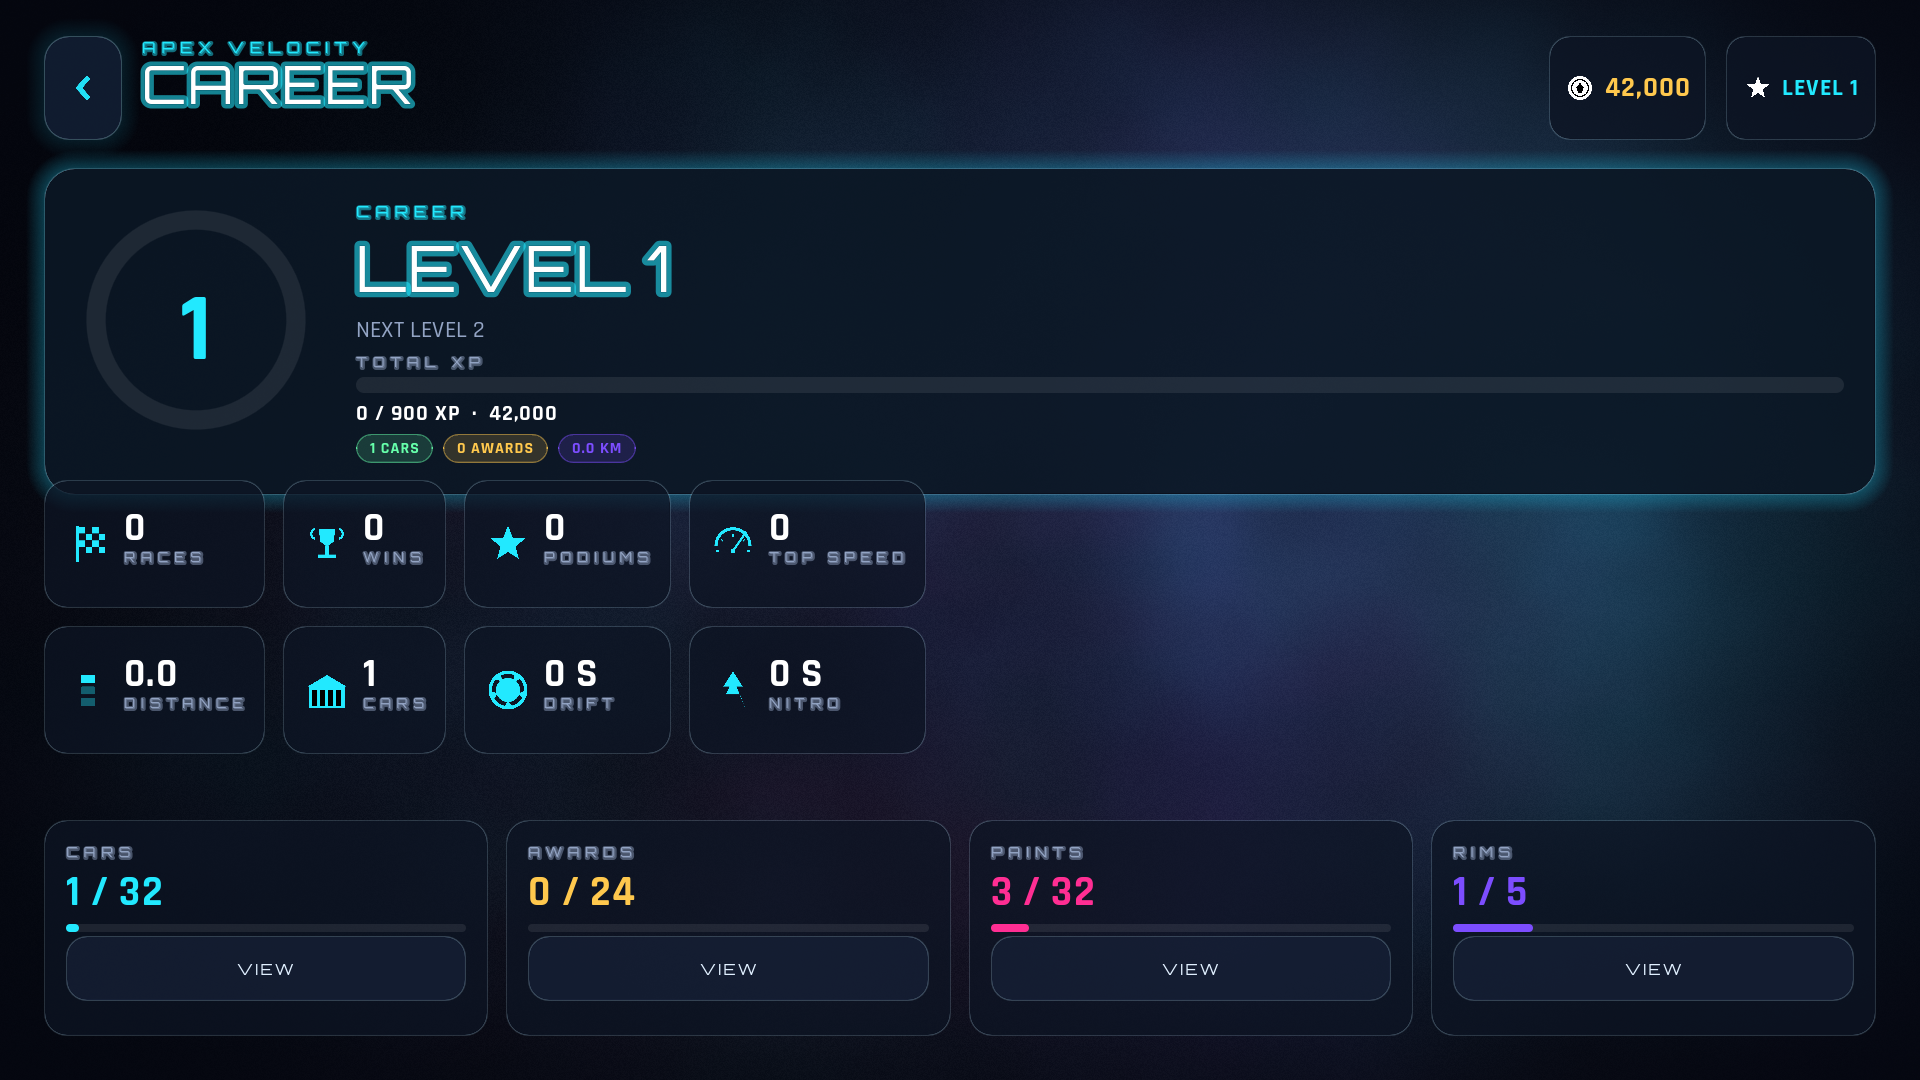 APEX VELOCITY
CAREER
42,000
LEVEL 1
1
CAREER
LEVEL 1
NEXT LEVEL 2
TOTAL XP
0 / 900 XP · 42,000
1 CARS
0 AWARDS
0.0 KM
0
RACES
0
WINS
0
PODIUMS
0
TOP SPEED
0.0
DISTANCE
1
CARS
0 S
DRIFT
0 S
NITRO
CARS
1 / 32
VIEW
AWARDS
0 / 24
VIEW
PAINTS
3 / 32
VIEW
RIMS
1 / 5
VIEW